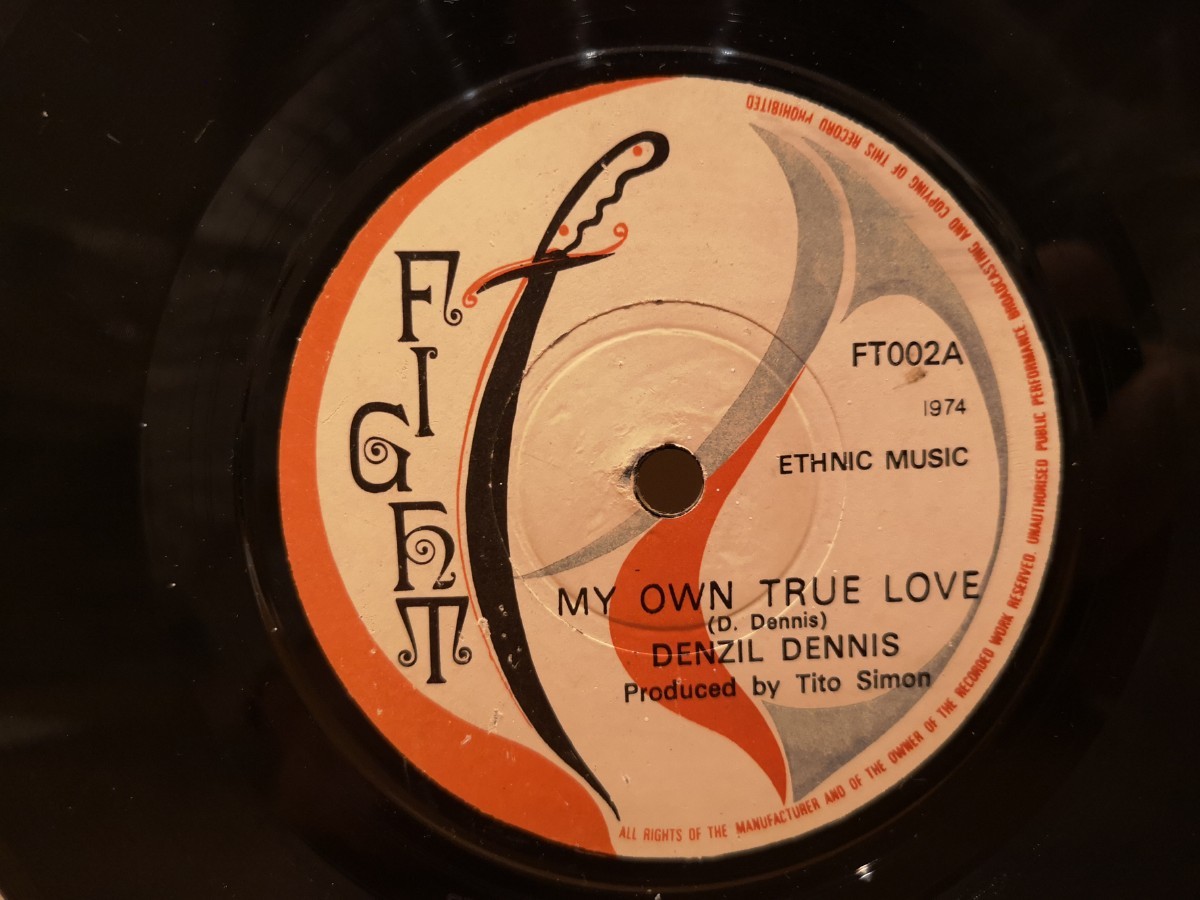 FIGHT
FT002A
1974
ETHNIC MUSIC
MY OWN TRUE LOVE
(D. Dennis)
DENZIL DENNIS
Produced by Tito Simon
ALL RIGHTS OF THE MANUFACTURER AND OF THE OWNER OF THE RECORDED WORK RESERVED. UNAUTHORISED PUBLIC PERFORMANCE BROADCASTING AND COPYING OF THIS RECORD PROHIBITED